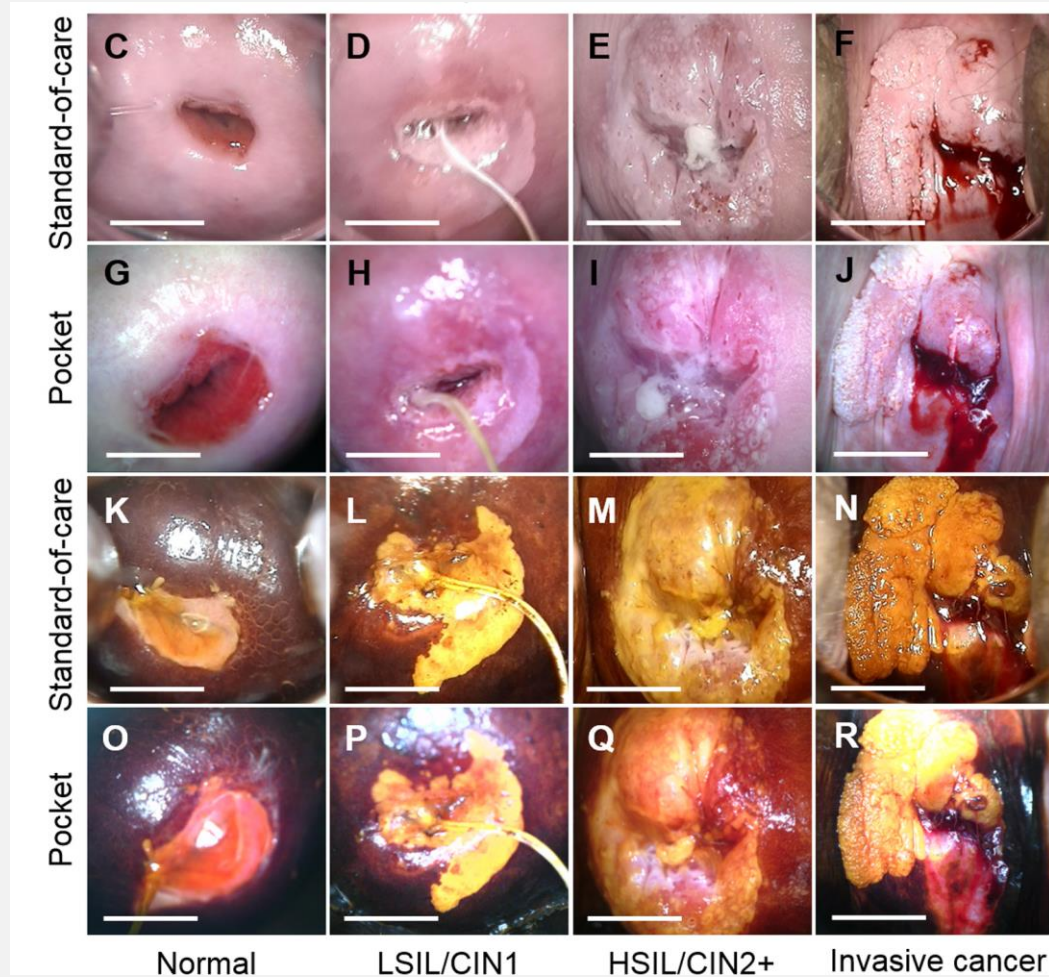 Standard-of-care
C
D
E
F
Pocket
G
H
I
J
Standard-of-care
K
L
M
N
Pocket
O
P
Q
R
Normal
LSIL/CIN1
HSIL/CIN2+
Invasive cancer